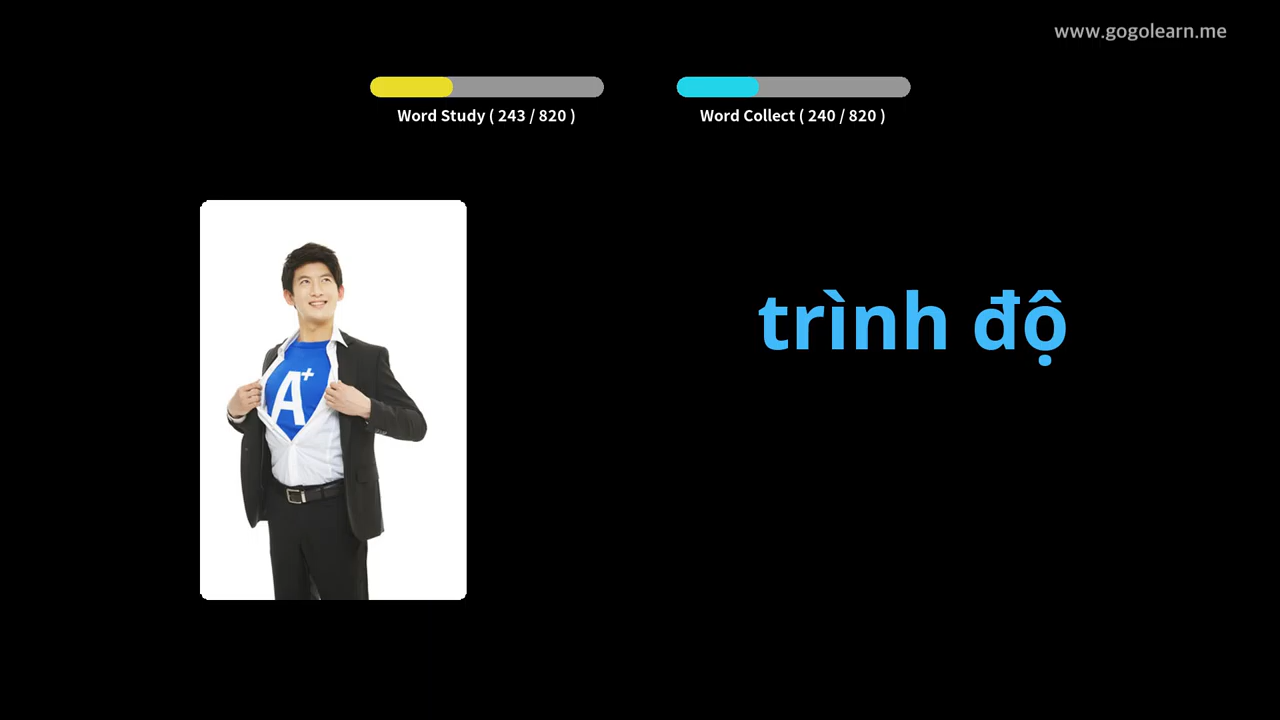 www.gogolearn.me
Word Study ( 243 / 820 )
Word Collect ( 240 / 820 )
A+
trình độ